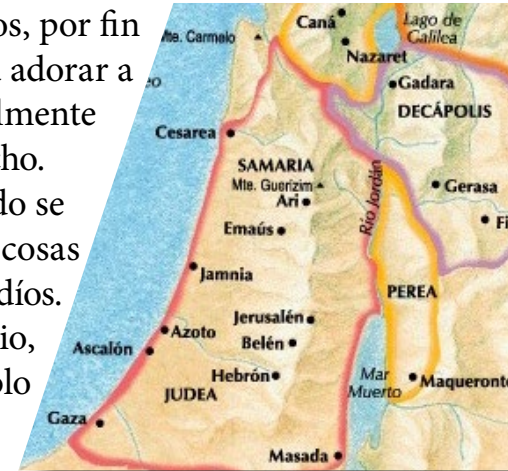 os, por fin
adorar a
lmente
ho.
do se
cosas
díos.
io,
olo
Mte. Carmelo
Caná
Lago de
Galilea
Nazaret
Gadara
DECÁPOLIS
Cesarea
SAMARIA
Mte. Guerizim
Ari
Gerasa
Río Jordán
Emaús
Fi
Jamnia
PEREA
Jerusalén
Azoto
Ascalón
Belén
Hebrón
JUDEA
Mar
Muerto
Maqueronte
Gaza
Masada